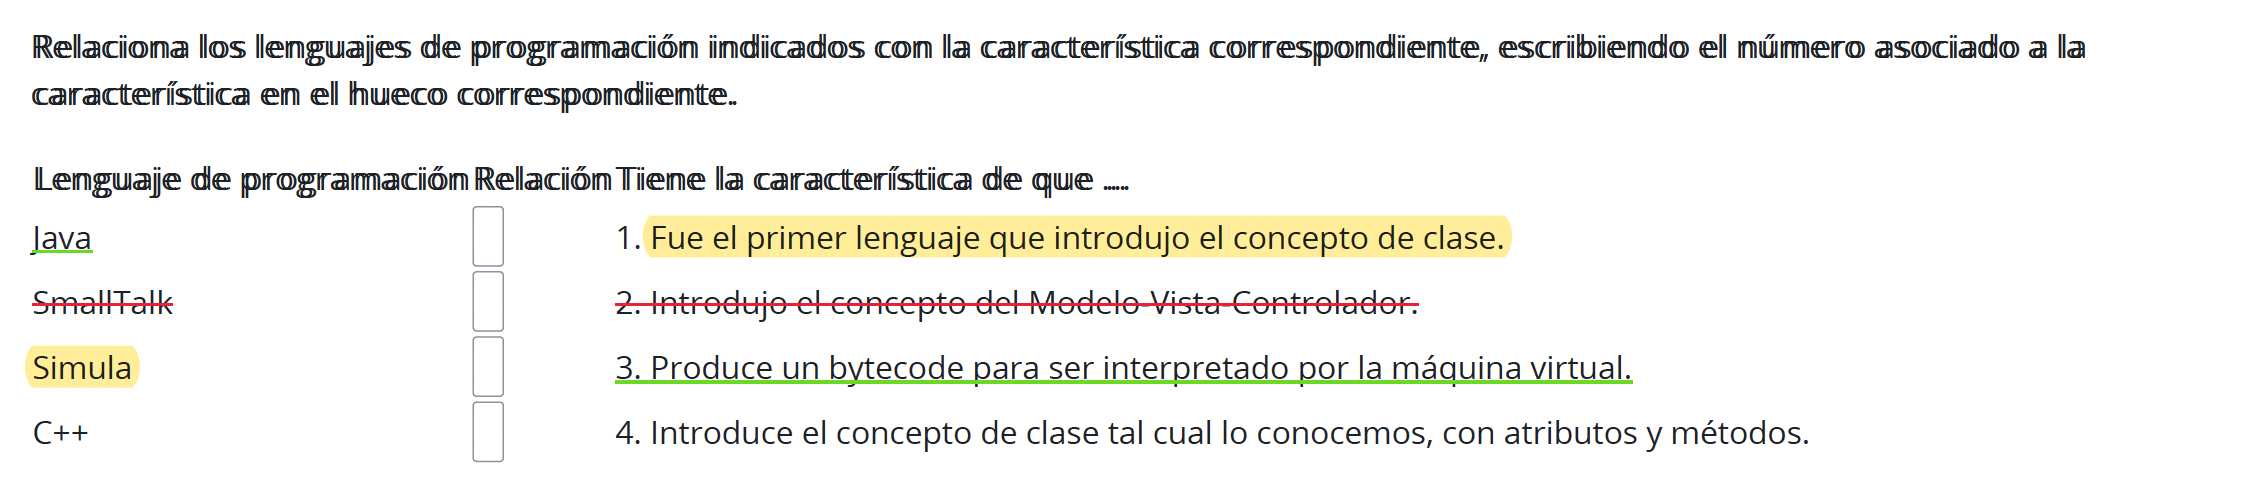 Relaciona los lenguajes de programación indicados con la característica correspondiente, escribiendo el número asociado a la
característica en el hueco correspondiente.
Lenguaje de programación Relación Tiene la característica de que ....
Java 1. Fue el primer lenguaje que introdujo el concepto de clase.
SmallTalk 2. Introdujo el concepto del Modelo-Vista-Controlador.
Simula 3. Produce un bytecode para ser interpretado por la máquina virtual.
C++ 4. Introduce el concepto de clase tal cual lo conocemos, con atributos y métodos.